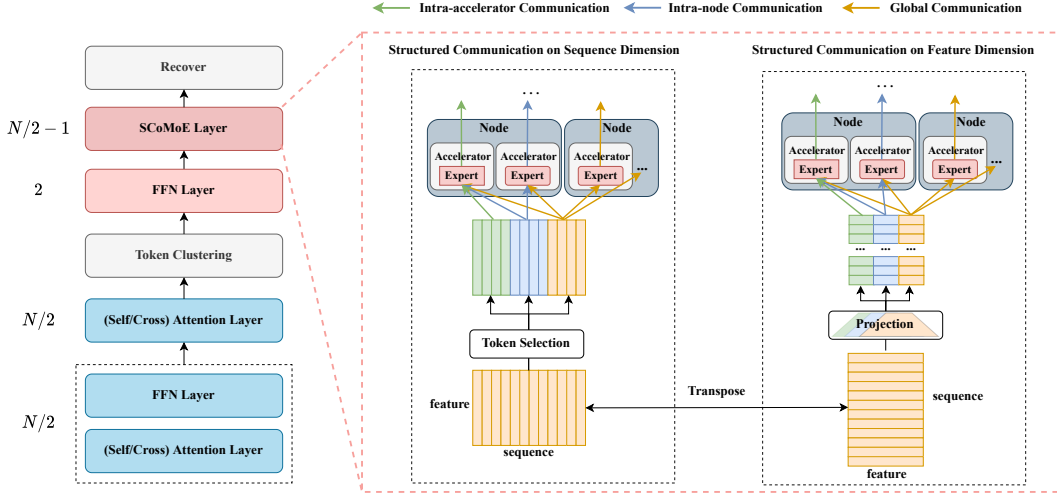 Intra-accelerator Communication
Intra-node Communication
Global Communication
Recover
N/2 − 1
SCoMoE Layer
2
FFN Layer
Token Clustering
N/2
(Self/Cross) Attention Layer
N/2
FFN Layer
(Self/Cross) Attention Layer
Structured Communication on Sequence Dimension
...
Node
Node
Accelerator
Accelerator
Accelerator
Expert
Expert
Expert
...
Token Selection
feature
sequence
Transpose
Structured Communication on Feature Dimension
...
Node
Node
Accelerator
Accelerator
Accelerator
Expert
Expert
Expert
...
... ... ...
Projection
sequence
feature